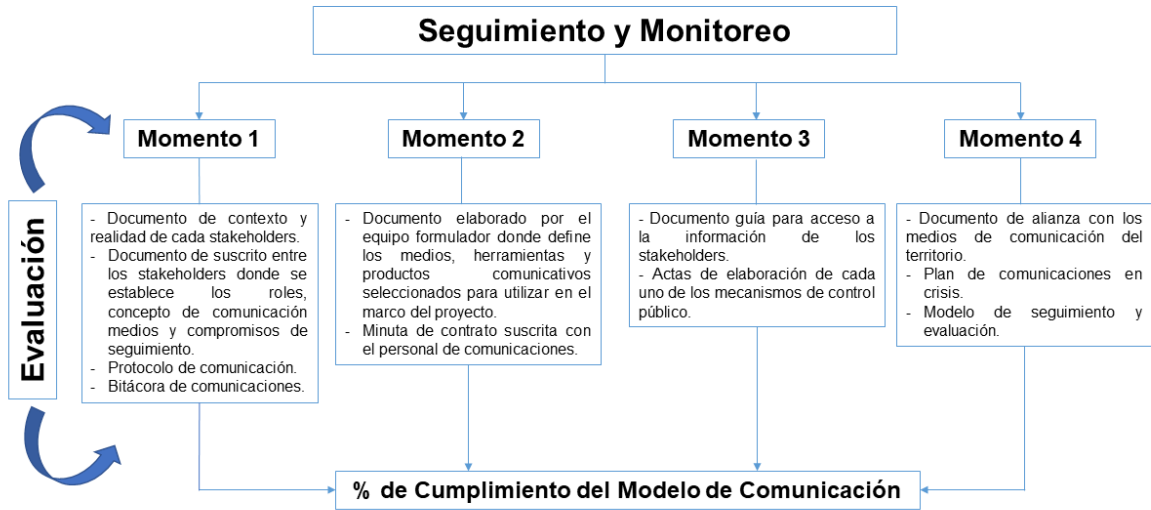 Seguimiento y Monitoreo
Evaluación
Momento 1
- Documento de contexto y
realidad de cada stakeholders.
- Documento de suscrito entre
los stakeholders donde se
establece los roles,
concepto de comunicación
medios y compromisos de
seguimiento.
- Protocolo de comunicación.
- Bitácora de comunicaciones.
Momento 2
- Documento elaborado por el
equipo formulador donde define
los medios, herramientas y
productos comunicativos
seleccionados para utilizar en el
marco del proyecto.
- Minuta de contrato suscrita con
el personal de comunicaciones.
Momento 3
- Documento guía para acceso a
la información de los
stakeholders.
- Actas de elaboración de cada
uno de los mecanismos de control
público.
Momento 4
- Documento de alianza con los
medios de comunicación del
territorio.
- Plan de comunicaciones en
crisis.
- Modelo de seguimiento y
evaluación.
% de Cumplimiento del Modelo de Comunicación